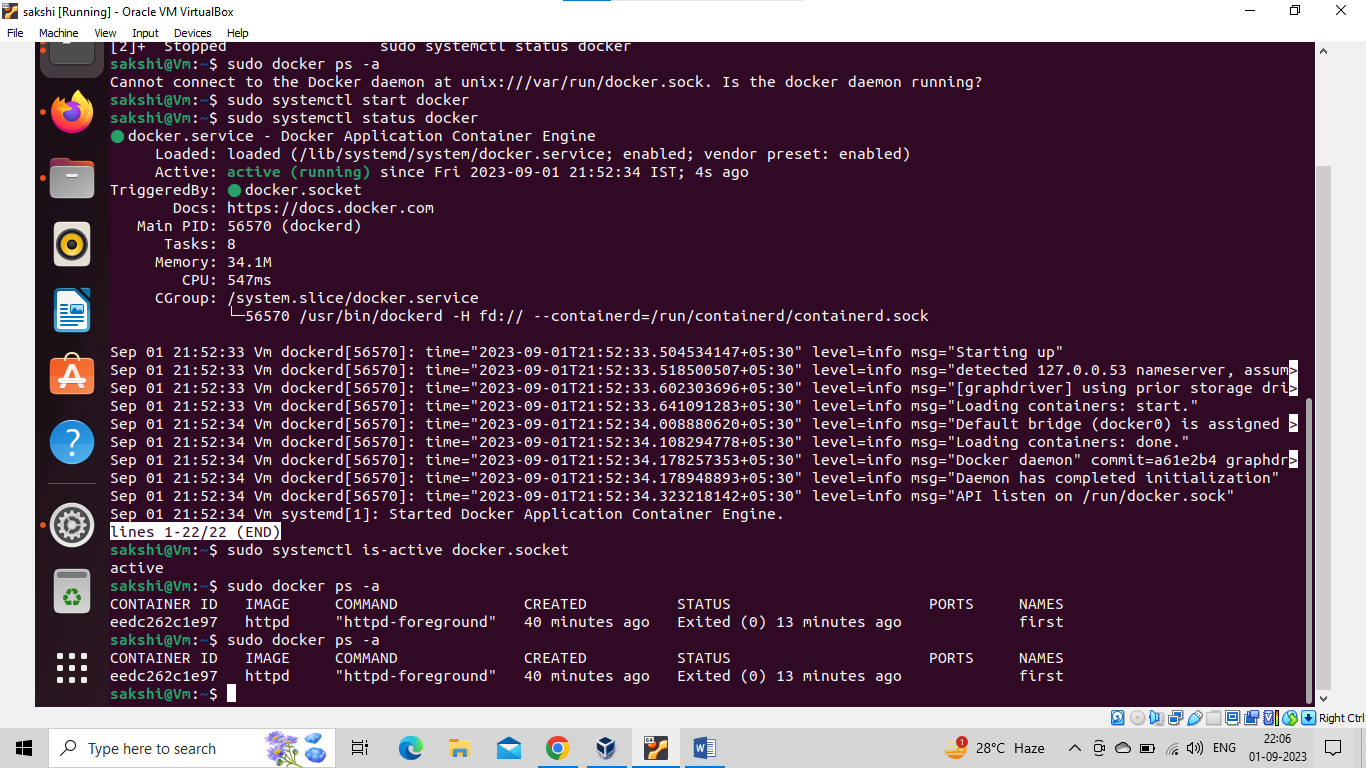 sakshi [Running] - Oracle VM VirtualBox
File Machine View Input Devices Help
[2]+  Stopped                 sudo systemctl status docker
sakshi@Vm:~$ sudo docker ps -a
Cannot connect to the Docker daemon at unix:///var/run/docker.sock. Is the docker daemon running?
sakshi@Vm:~$ sudo systemctl start docker
sakshi@Vm:~$ sudo systemctl status docker
● docker.service - Docker Application Container Engine
     Loaded: loaded (/lib/systemd/system/docker.service; enabled; vendor preset: enabled)
     Active: active (running) since Fri 2023-09-01 21:52:34 IST; 4s ago
TriggeredBy: ● docker.socket
       Docs: https://docs.docker.com
   Main PID: 56570 (dockerd)
      Tasks: 8
     Memory: 34.1M
        CPU: 547ms
     CGroup: /system.slice/docker.service
             └─56570 /usr/bin/dockerd -H fd:// --containerd=/run/containerd/containerd.sock
Sep 01 21:52:33 Vm dockerd[56570]: time="2023-09-01T21:52:33.504534147+05:30" level=info msg="Starting up"
Sep 01 21:52:33 Vm dockerd[56570]: time="2023-09-01T21:52:33.518500507+05:30" level=info msg="detected 127.0.0.53 nameserver, assum>
Sep 01 21:52:33 Vm dockerd[56570]: time="2023-09-01T21:52:33.602303696+05:30" level=info msg="[graphdriver] using prior storage dri>
Sep 01 21:52:33 Vm dockerd[56570]: time="2023-09-01T21:52:33.641091283+05:30" level=info msg="Loading containers: start."
Sep 01 21:52:34 Vm dockerd[56570]: time="2023-09-01T21:52:34.008880620+05:30" level=info msg="Default bridge (docker0) is assigned >
Sep 01 21:52:34 Vm dockerd[56570]: time="2023-09-01T21:52:34.108294778+05:30" level=info msg="Loading containers: done."
Sep 01 21:52:34 Vm dockerd[56570]: time="2023-09-01T21:52:34.178257353+05:30" level=info msg="Docker daemon" commit=a61e2b4 graphdr>
Sep 01 21:52:34 Vm dockerd[56570]: time="2023-09-01T21:52:34.178948893+05:30" level=info msg="Daemon has completed initialization"
Sep 01 21:52:34 Vm dockerd[56570]: time="2023-09-01T21:52:34.323218142+05:30" level=info msg="API listen on /run/docker.sock"
Sep 01 21:52:34 Vm systemd[1]: Started Docker Application Container Engine.
lines 1-22/22 (END)
sakshi@Vm:~$ sudo systemctl is-active docker.socket
active
sakshi@Vm:~$ sudo docker ps -a
CONTAINER ID   IMAGE     COMMAND              CREATED          STATUS                      PORTS     NAMES
eedc262c1e97   httpd     "httpd-foreground"   40 minutes ago   Exited (0) 13 minutes ago             first
sakshi@Vm:~$ sudo docker ps -a
CONTAINER ID   IMAGE     COMMAND              CREATED          STATUS                      PORTS     NAMES
eedc262c1e97   httpd     "httpd-foreground"   40 minutes ago   Exited (0) 13 minutes ago             first
sakshi@Vm:~$
Right Ctrl
Type here to search
1
28°C Haze
ENG
22:06
01-09-2023